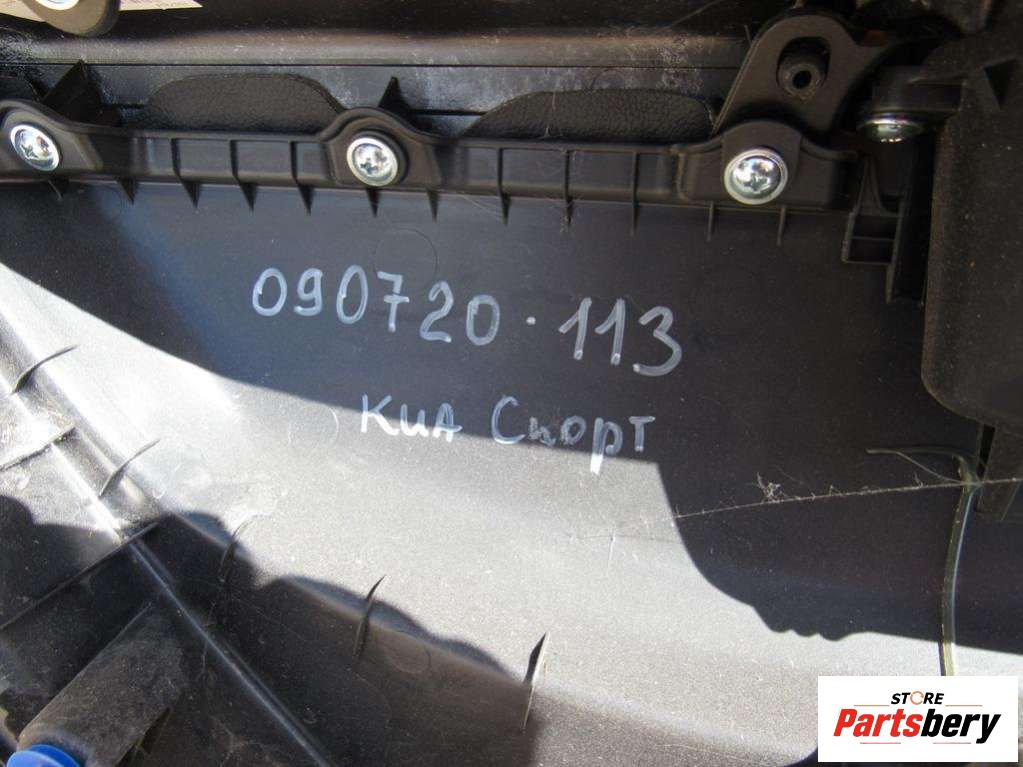 090720-113
Киа Спорт
STORE
Partsbery